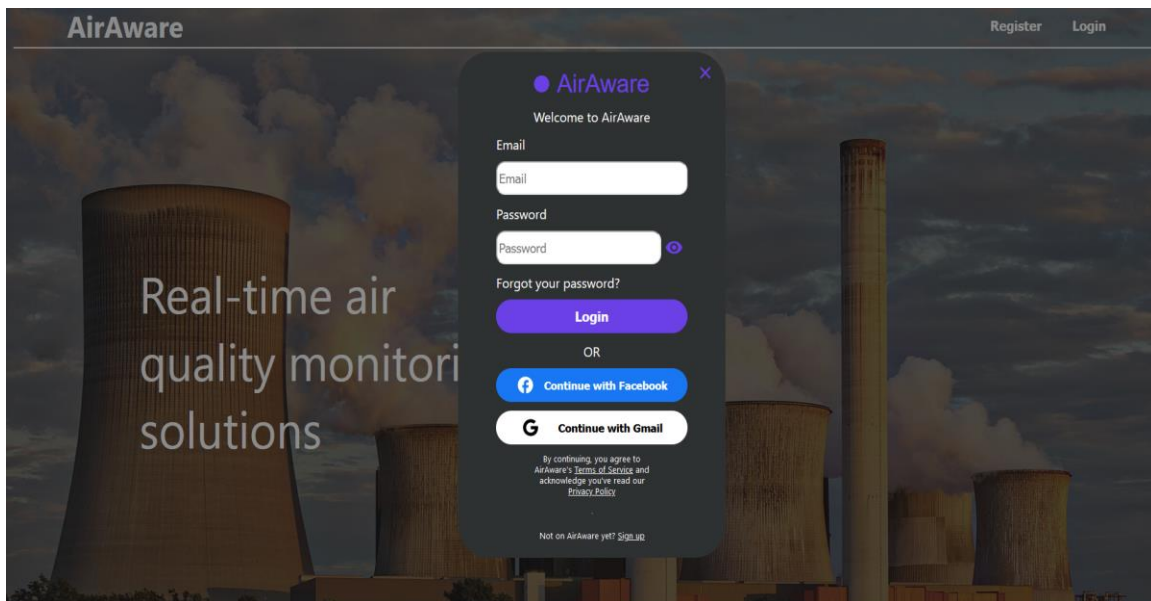 AirAware
Register
Login
AirAware
Welcome to AirAware
Email
Email
Password
Password
Forgot your password?
Login
OR
Continue with Facebook
G Continue with Gmail
By continuing, you agree to
AirAware's Terms of Service and
acknowledge you've read our
Privacy Policy
.
Not on AirAware yet? Sign up
Real-time air
quality monitori
solutions